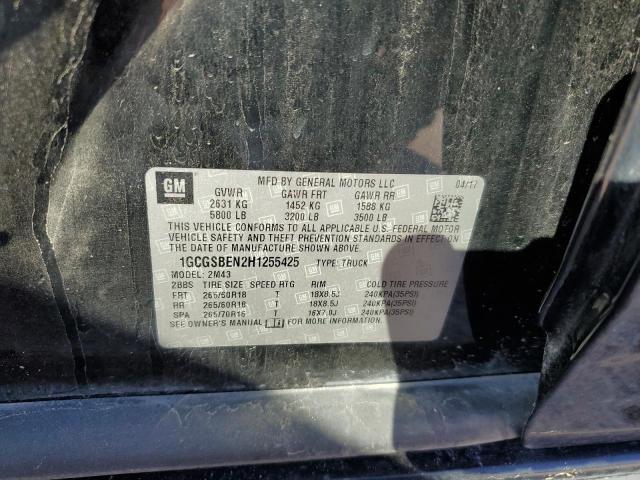 GM
MFD BY GENERAL MOTORS LLC 04/17
GVWR GAWR FRT GAWR RR
2631 KG 1452 KG 1588 KG
5800 LB 3200 LB 3500 LB
THIS VEHICLE CONFORMS TO ALL APPLICABLE U.S. FEDERAL MOTOR
VEHICLE SAFETY AND THEFT PREVENTION STANDARDS IN EFFECT ON
THE DATE OF MANUFACTURE SHOWN ABOVE.
1GCGSBEN2H1255425 TYPE: TRUCK
MODEL: 2M43
2BBS TIRE SIZE SPEED RTG RIM COLD TIRE PRESSURE
FRT 265/60R18 T 18X8.5J 240KPA(35PSI)
RR 265/60R18 T 18X8.5J 240KPA(35PSI)
SPA 265/70R16 T 16X7.0J 240KPA(35PSI)
SEE OWNER'S MANUAL FOR MORE INFORMATION.